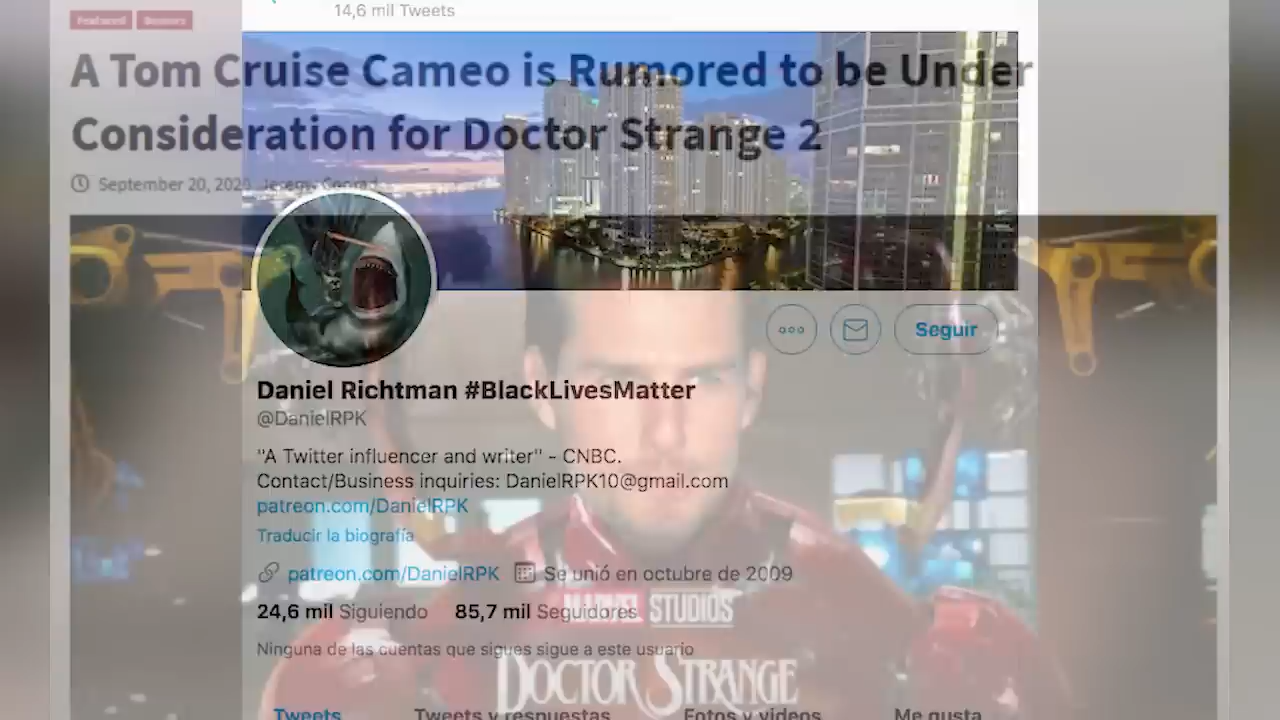 14,6 mil Tweets
Featured Rumors
A Tom Cruise Cameo is Rumored to be Under
Consideration for Doctor Strange 2
September 20, 2020 Jeremy Conrad
Seguir
Daniel Richtman #BlackLivesMatter
@DanielRPK
"A Twitter influencer and writer" - CNBC.
Contact/Business inquiries: DanielRPK10@gmail.com
patreon.com/DanielRPK
Traducir la biografía
patreon.com/DanielRPK Se unió en octubre de 2009
24,6 mil Siguiendo 85,7 mil Seguidores
MARVEL STUDIOS
Ninguna de las cuentas que sigues sigue a este usuario
DOCTOR STRANGE
Tweets Tweets y respuestas Fotos y videos Me gusta